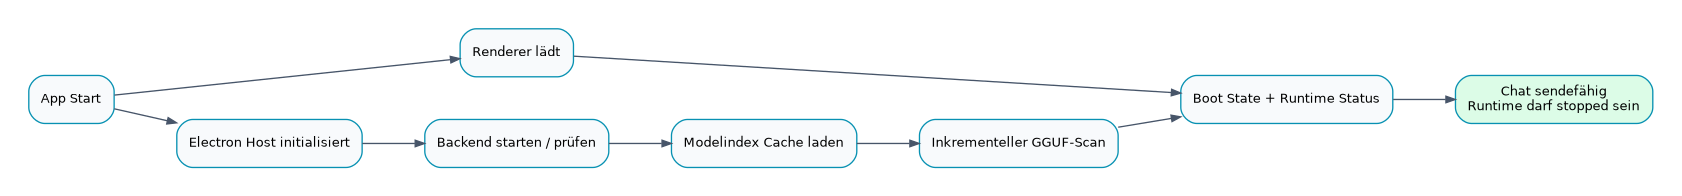 App Start
Renderer lädt
Electron Host initialisiert
Backend starten / prüfen
Modelindex Cache laden
Inkrementeller GGUF-Scan
Boot State + Runtime Status
Chat sendefähig
Runtime darf stopped sein